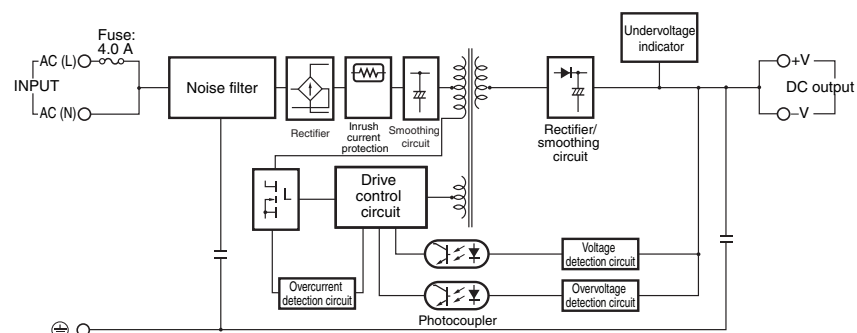 Fuse:
4.0 A
AC (L)
INPUT
AC (N)
Noise filter
Rectifier
Inrush
current
protection
Smoothing
circuit
Undervoltage
indicator
Rectifier/
smoothing
circuit
+V
DC output
−V
Drive
control
circuit
Overcurrent
detection circuit
Voltage
detection circuit
Overvoltage
detection circuit
Photocoupler